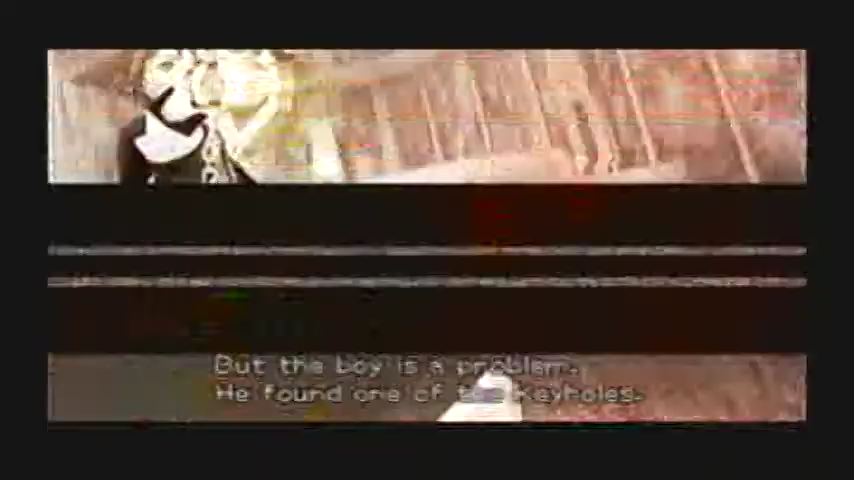 But the boy is a problem.
He found one of the Keyholes.